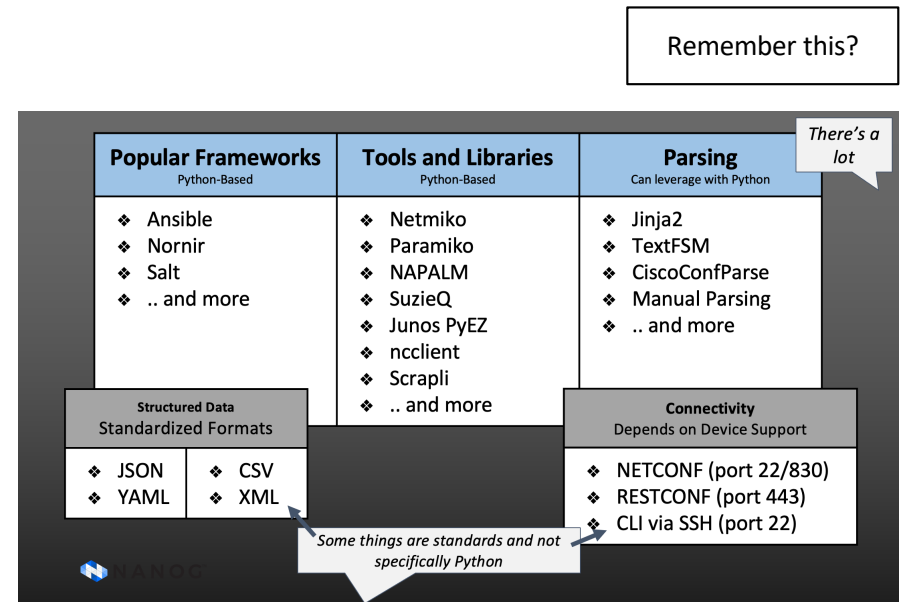 Remember this?
There's a
lot
Popular Frameworks
Python-Based
❖ Ansible
❖ Nornir
❖ Salt
❖ .. and more
Tools and Libraries
Python-Based
❖ Netmiko
❖ Paramiko
❖ NAPALM
❖ SuzieQ
❖ Junos PyEZ
❖ ncclient
❖ Scrapli
❖ .. and more
Parsing
Can leverage with Python
❖ Jinja2
❖ TextFSM
❖ CiscoConfParse
❖ Manual Parsing
❖ .. and more
Structured Data
Standardized Formats
❖ JSON
❖ YAML
❖ CSV
❖ XML
Connectivity
Depends on Device Support
❖ NETCONF (port 22/830)
❖ RESTCONF (port 443)
❖ CLI via SSH (port 22)
Some things are standards and not
specifically Python
NANOG